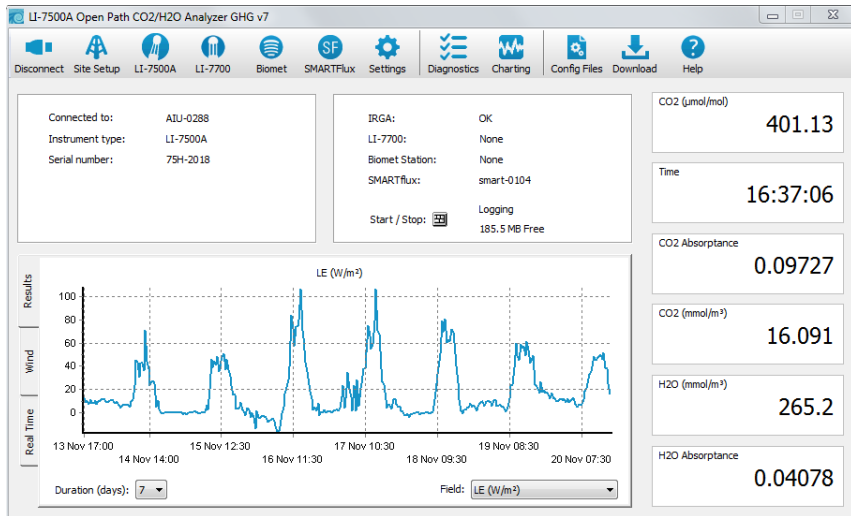 LI-7500A Open Path CO2/H2O Analyzer GHG v7
Disconnect Site Setup LI-7500A LI-7700 Biomet SMARTFlux Settings Diagnostics Charting Config Files Download Help
SF
?
Connected to: AIU-0288
Instrument type: LI-7500A
Serial number: 75H-2018
IRGA: OK
LI-7700: None
Biomet Station: None
SMARTflux: smart-0104
Start / Stop: Logging
185.5 MB Free
CO2 (µmol/mol)
401.13
Time
16:37:06
CO2 Absorptance
0.09727
CO2 (mmol/m³)
16.091
H2O (mmol/m³)
265.2
H2O Absorptance
0.04078
Results
Wind
Real Time
LE (W/m²)
100
80
60
40
20
0
13 Nov 17:00 15 Nov 12:30 17 Nov 10:30 19 Nov 08:30
14 Nov 14:00 16 Nov 11:30 18 Nov 09:30 20 Nov 07:30
Duration (days): 7 Field: LE (W/m²)